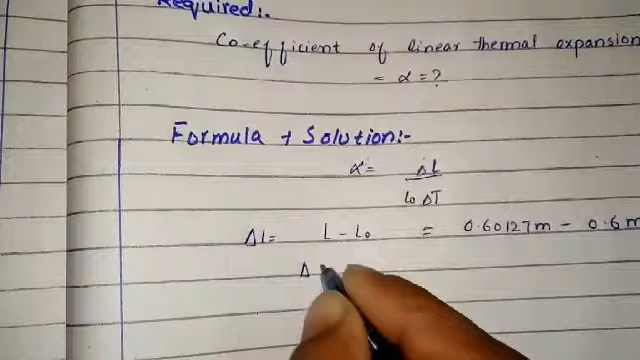 Required:-
Co-efficient of linear thermal expansion
= α = ?
Formula + Solution:-
α = ΔL
L₀ ΔT
ΔL = L - L₀ = 0.60127m - 0.6m
Δ